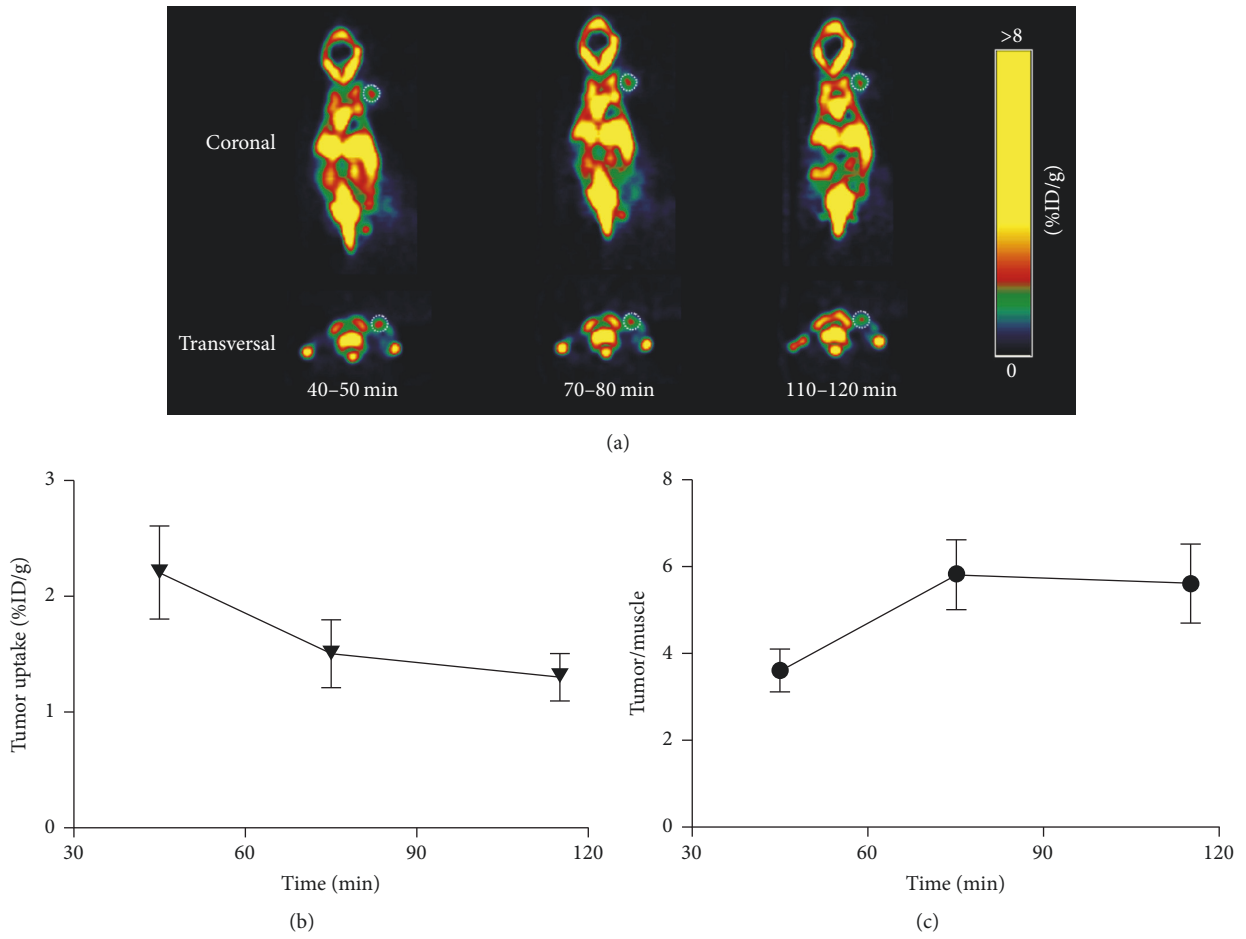 >8
Coronal
(%ID/g)
Transversal
0
40–50 min
70–80 min
110–120 min
(a)
3
2
1
0
30
60
90
120
Tumor uptake (%ID/g)
Time (min)
(b)
8
6
4
2
0
30
60
90
120
Tumor/muscle
Time (min)
(c)